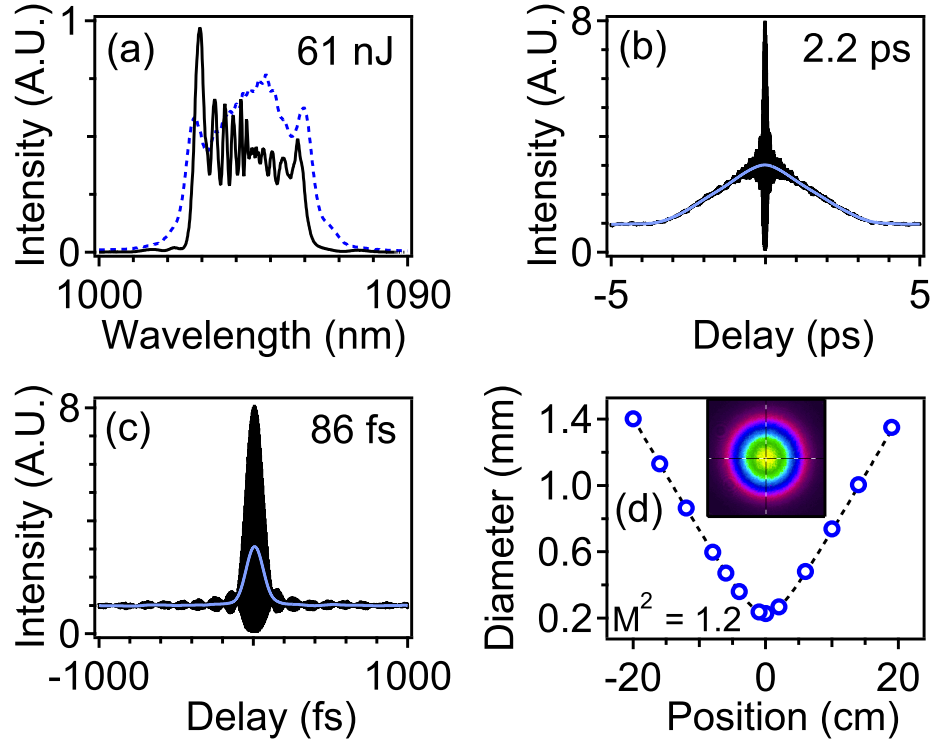 (a)
61 nJ
1
0
Intensity (A.U.)
1000
1090
Wavelength (nm)
(b)
2.2 ps
8
0
Intensity (A.U.)
-5
5
Delay (ps)
(c)
86 fs
8
0
Intensity (A.U.)
-1000
1000
Delay (fs)
(d)
1.4
1.0
0.6
0.2
Diameter (mm)
M² = 1.2
-20
0
20
Position (cm)